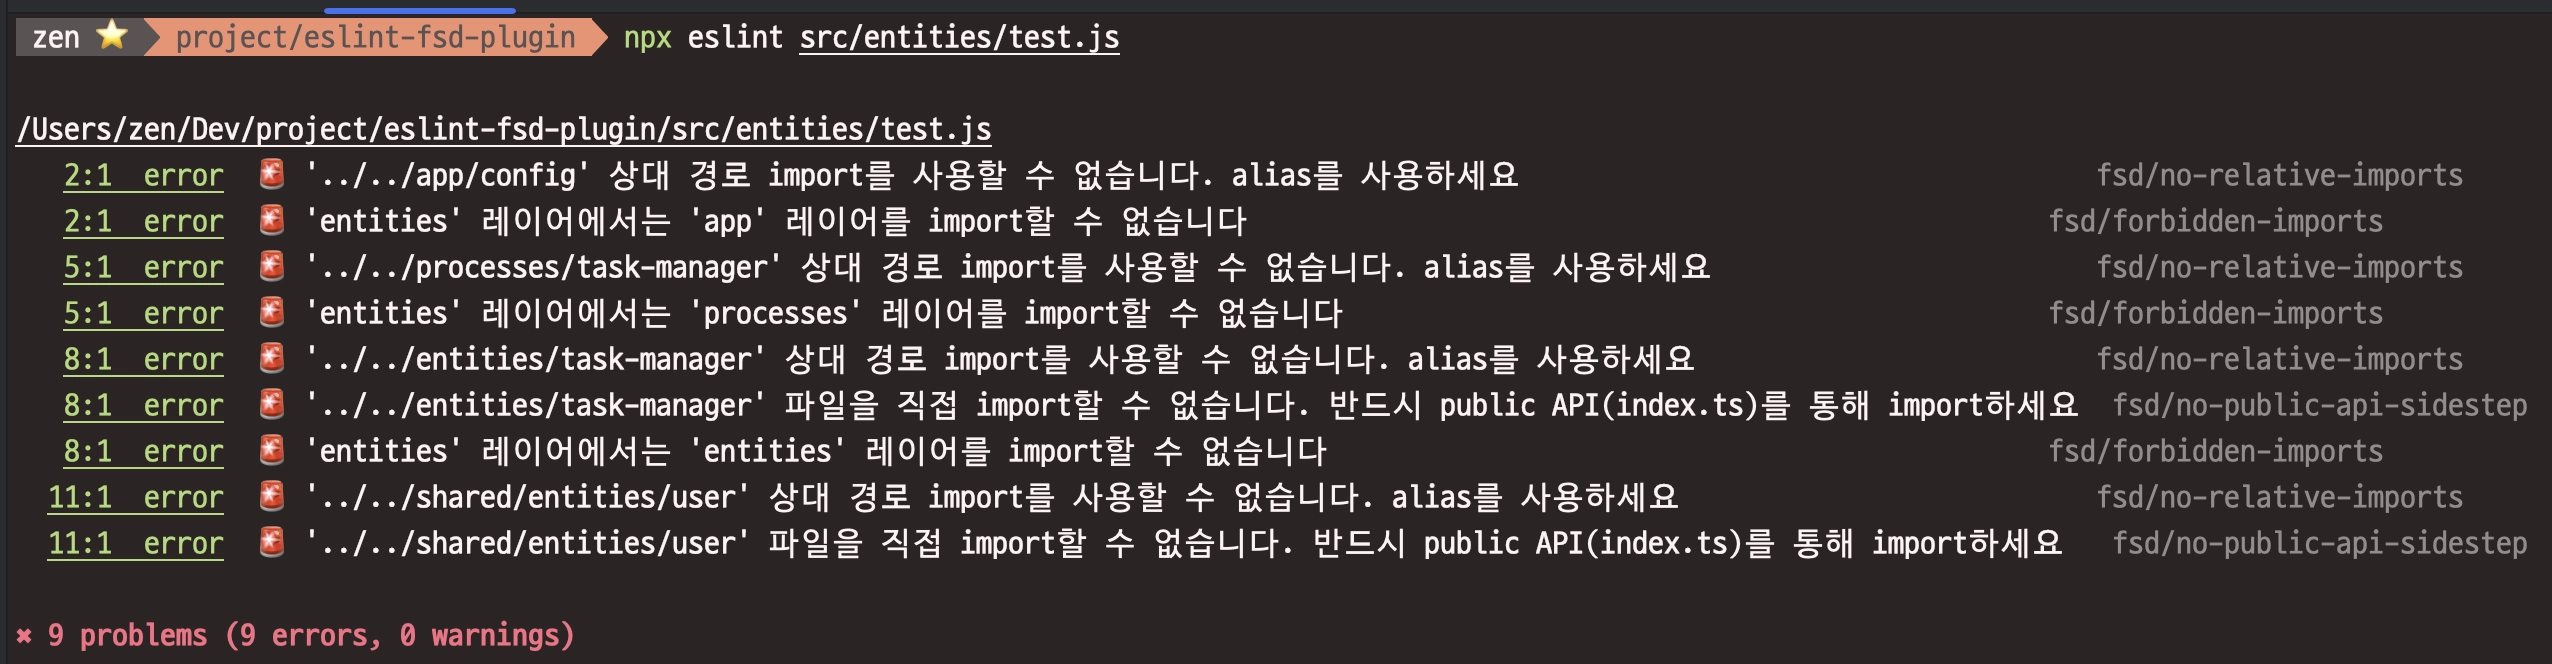 zen ⭐ project/eslint-fsd-plugin npx eslint src/entities/test.js
/Users/zen/Dev/project/eslint-fsd-plugin/src/entities/test.js
2:1 error 🚨 '../../app/config' 상대 경로 import를 사용할 수 없습니다. alias를 사용하세요 fsd/no-relative-imports
2:1 error 🚨 'entities' 레이어에서는 'app' 레이어를 import할 수 없습니다 fsd/forbidden-imports
5:1 error 🚨 '../../processes/task-manager' 상대 경로 import를 사용할 수 없습니다. alias를 사용하세요 fsd/no-relative-imports
5:1 error 🚨 'entities' 레이어에서는 'processes' 레이어를 import할 수 없습니다 fsd/forbidden-imports
8:1 error 🚨 '../../entities/task-manager' 상대 경로 import를 사용할 수 없습니다. alias를 사용하세요 fsd/no-relative-imports
8:1 error 🚨 '../../entities/task-manager' 파일을 직접 import할 수 없습니다. 반드시 public API(index.ts)를 통해 import하세요 fsd/no-public-api-sidestep
8:1 error 🚨 'entities' 레이어에서는 'entities' 레이어를 import할 수 없습니다 fsd/forbidden-imports
11:1 error 🚨 '../../shared/entities/user' 상대 경로 import를 사용할 수 없습니다. alias를 사용하세요 fsd/no-relative-imports
11:1 error 🚨 '../../shared/entities/user' 파일을 직접 import할 수 없습니다. 반드시 public API(index.ts)를 통해 import하세요 fsd/no-public-api-sidestep
✖ 9 problems (9 errors, 0 warnings)